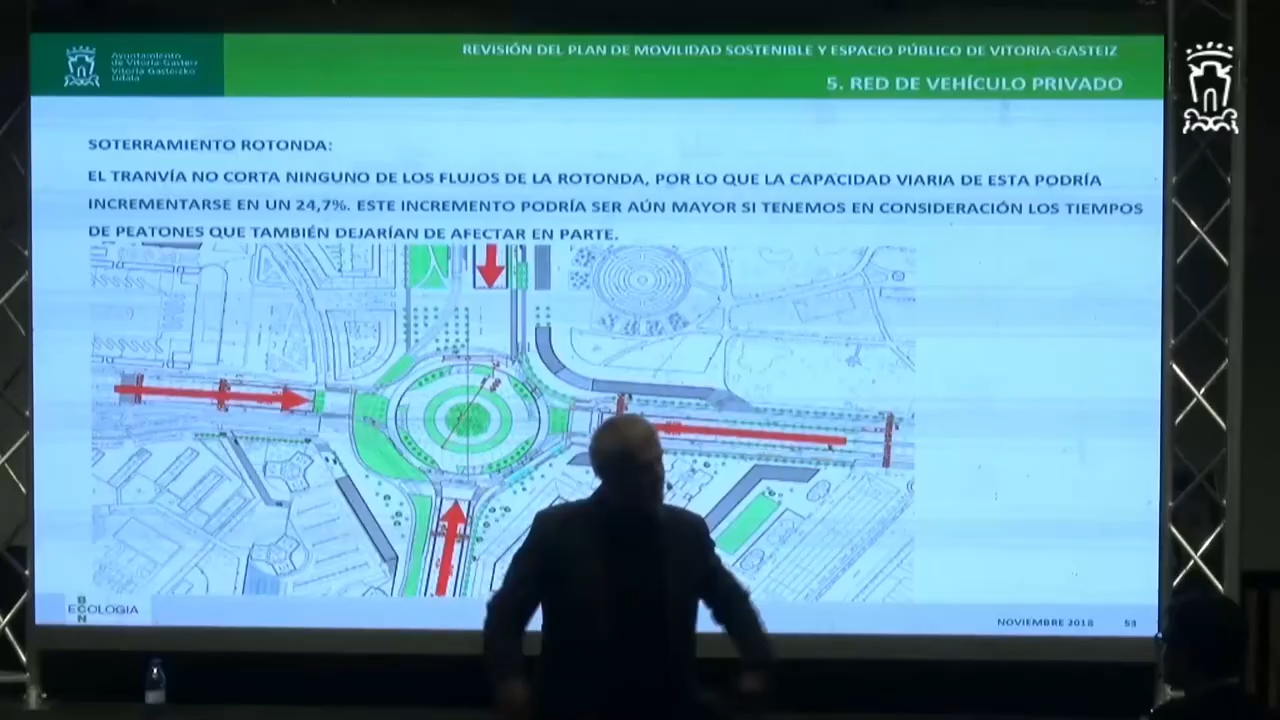 Ayuntamiento
de Vitoria-Gasteiz
Vitoria-Gasteizko
Udala
REVISIÓN DEL PLAN DE MOVILIDAD SOSTENIBLE Y ESPACIO PÚBLICO DE VITORIA-GASTEIZ
5. RED DE VEHÍCULO PRIVADO
SOTERRAMIENTO ROTONDA:
EL TRANVÍA NO CORTA NINGUNO DE LOS FLUJOS DE LA ROTONDA, POR LO QUE LA CAPACIDAD VIARIA DE ESTA PODRÍA
INCREMENTARSE EN UN 24,7%. ESTE INCREMENTO PODRÍA SER AÚN MAYOR SI TENEMOS EN CONSIDERACIÓN LOS TIEMPOS
DE PEATONES QUE TAMBIÉN DEJARÍAN DE AFECTAR EN PARTE.
BCN
ECOLOGIA
NOVIEMBRE 2018 53